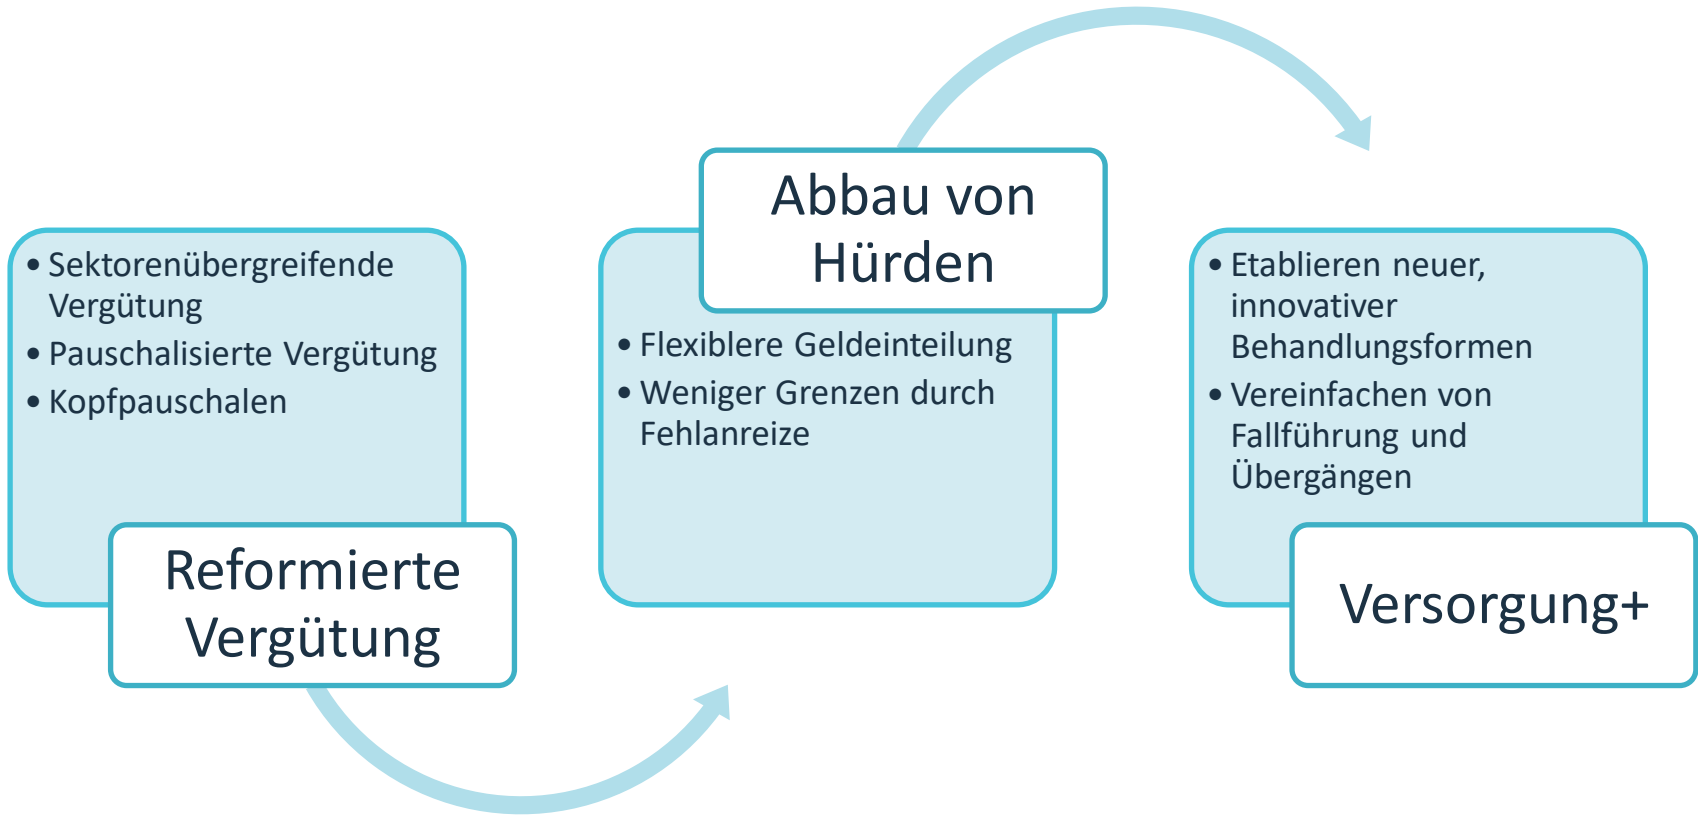 • Sektorenübergreifende
Vergütung
• Pauschalisierte Vergütung
• Kopfpauschalen
Reformierte
Vergütung
Abbau von
Hürden
• Flexiblere Geldeinteilung
• Weniger Grenzen durch
Fehlanreize
• Etablieren neuer,
innovativer
Behandlungsformen
• Vereinfachen von
Fallführung und
Übergängen
Versorgung+